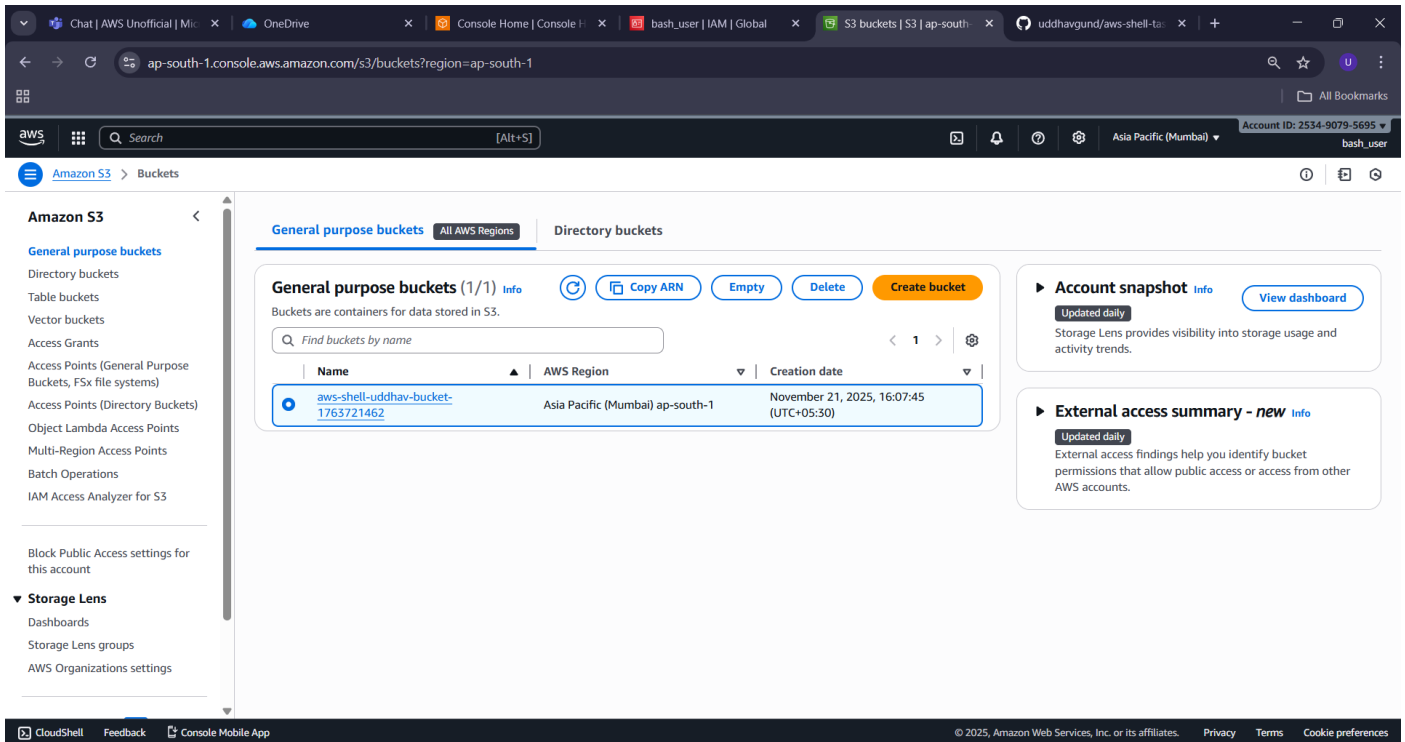 Chat | AWS Unofficial | Mic
OneDrive
Console Home | Console H
bash_user | IAM | Global
S3 buckets | S3 | ap-south-
uddhavgund/aws-shell-tas
ap-south-1.console.aws.amazon.com/s3/buckets?region=ap-south-1
U
All Bookmarks
aws
Search
[Alt+S]
Asia Pacific (Mumbai)
Account ID: 2534-9079-5695
bash_user
Amazon S3 > Buckets
Amazon S3
General purpose buckets
Directory buckets
Table buckets
Vector buckets
Access Grants
Access Points (General Purpose
Buckets, FSx file systems)
Access Points (Directory Buckets)
Object Lambda Access Points
Multi-Region Access Points
Batch Operations
IAM Access Analyzer for S3
Block Public Access settings for
this account
Storage Lens
Dashboards
Storage Lens groups
AWS Organizations settings
General purpose buckets All AWS Regions
Directory buckets
General purpose buckets (1/1) Info
Copy ARN
Empty
Delete
Create bucket
Buckets are containers for data stored in S3.
Find buckets by name
1
Name
AWS Region
Creation date
aws-shell-uddhav-bucket-
1763721462
Asia Pacific (Mumbai) ap-south-1
November 21, 2025, 16:07:45
(UTC+05:30)
Account snapshot Info
View dashboard
Updated daily
Storage Lens provides visibility into storage usage and
activity trends.
External access summary - new Info
Updated daily
External access findings help you identify bucket
permissions that allow public access or access from other
AWS accounts.
CloudShell
Feedback
Console Mobile App
© 2025, Amazon Web Services, Inc. or its affiliates.
Privacy
Terms
Cookie preferences